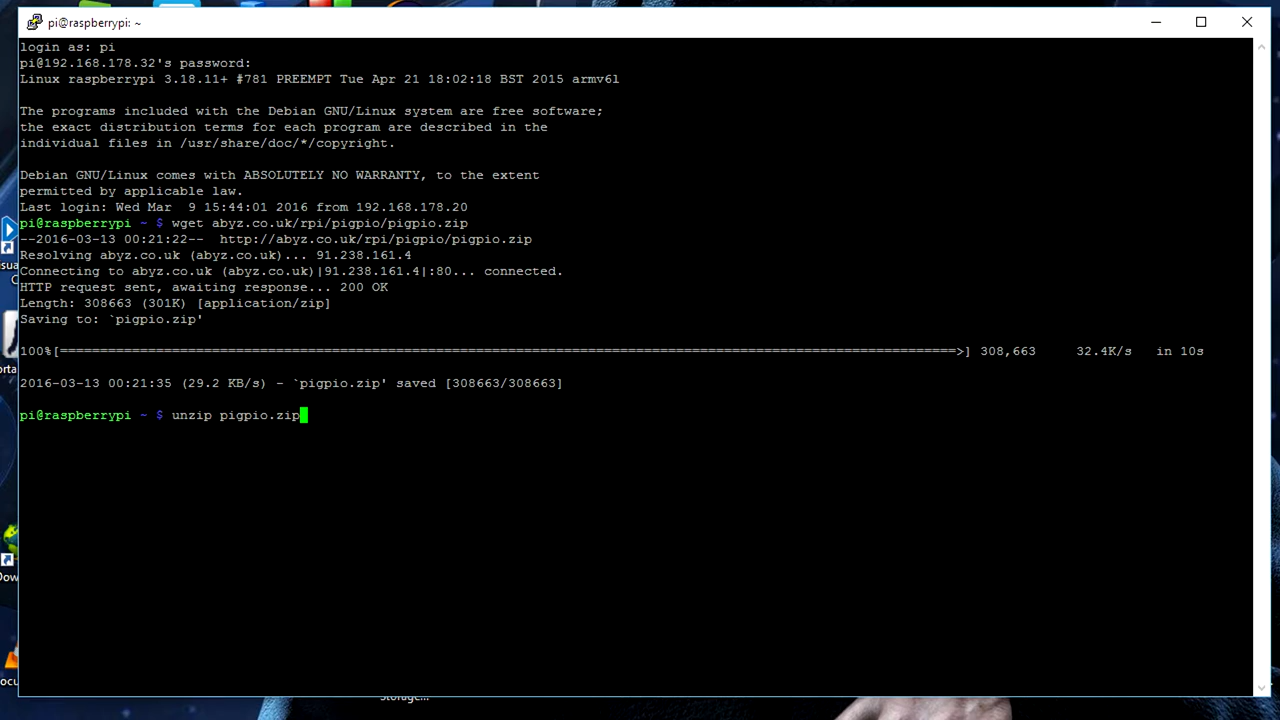 pi@raspberrypi: ~
login as: pi
pi@192.168.178.32's password:
Linux raspberrypi 3.18.11+ #781 PREEMPT Tue Apr 21 18:02:18 BST 2015 armv6l
The programs included with the Debian GNU/Linux system are free software;
the exact distribution terms for each program are described in the
individual files in /usr/share/doc/*/copyright.
Debian GNU/Linux comes with ABSOLUTELY NO WARRANTY, to the extent
permitted by applicable law.
Last login: Wed Mar  9 15:44:01 2016 from 192.168.178.20
pi@raspberrypi ~ $ wget abyz.co.uk/rpi/pigpio/pigpio.zip
--2016-03-13 00:21:22--  http://abyz.co.uk/rpi/pigpio/pigpio.zip
Resolving abyz.co.uk (abyz.co.uk)... 91.238.161.4
Connecting to abyz.co.uk (abyz.co.uk)|91.238.161.4|:80... connected.
HTTP request sent, awaiting response... 200 OK
Length: 308663 (301K) [application/zip]
Saving to: `pigpio.zip'
100%[================================================================================================================>] 308,663     32.4K/s   in 10s
2016-03-13 00:21:35 (29.2 KB/s) - `pigpio.zip' saved [308663/308663]
pi@raspberrypi ~ $ unzip pigpio.zip